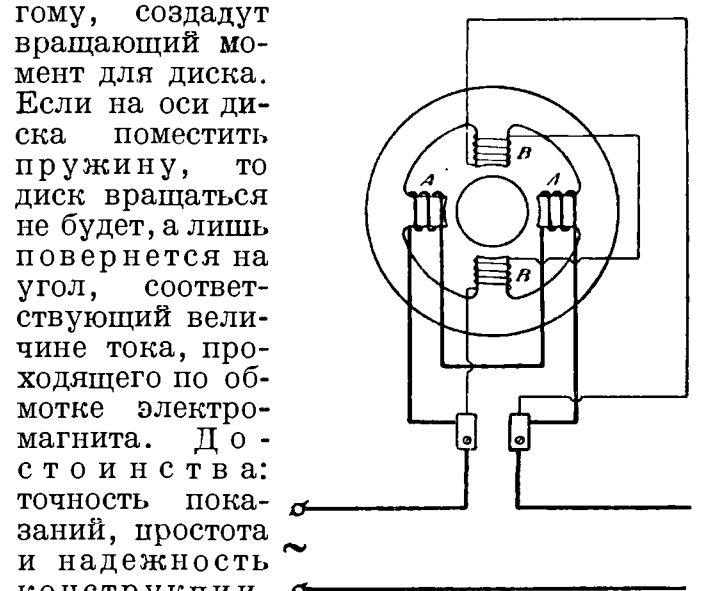 гому, создадут
вращающий мо-
мент для диска.
Если на оси ди-
ска поместить
пружину, то
диск вращаться
не будет, а лишь
повернется на
угол, соответ-
ствующий вели-
чине тока, про-
ходящего по об-
мотке электро-
магнита. До-
стоинства:
точность пока-
заний, простота
и надежность
конструкции,
B
A
A
B
~